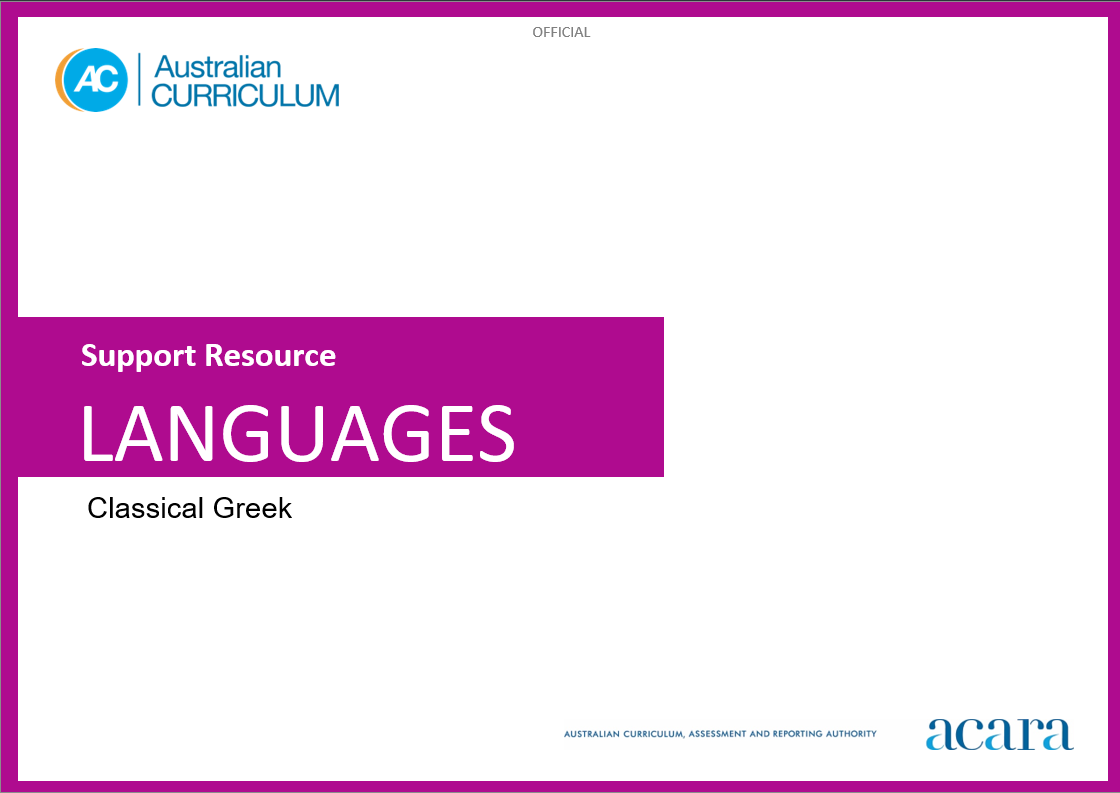 OFFICIAL
AC
Australian
CURRICULUM
Support Resource
LANGUAGES
Classical Greek
AUSTRALIAN CURRICULUM, ASSESSMENT AND REPORTING AUTHORITY
acara